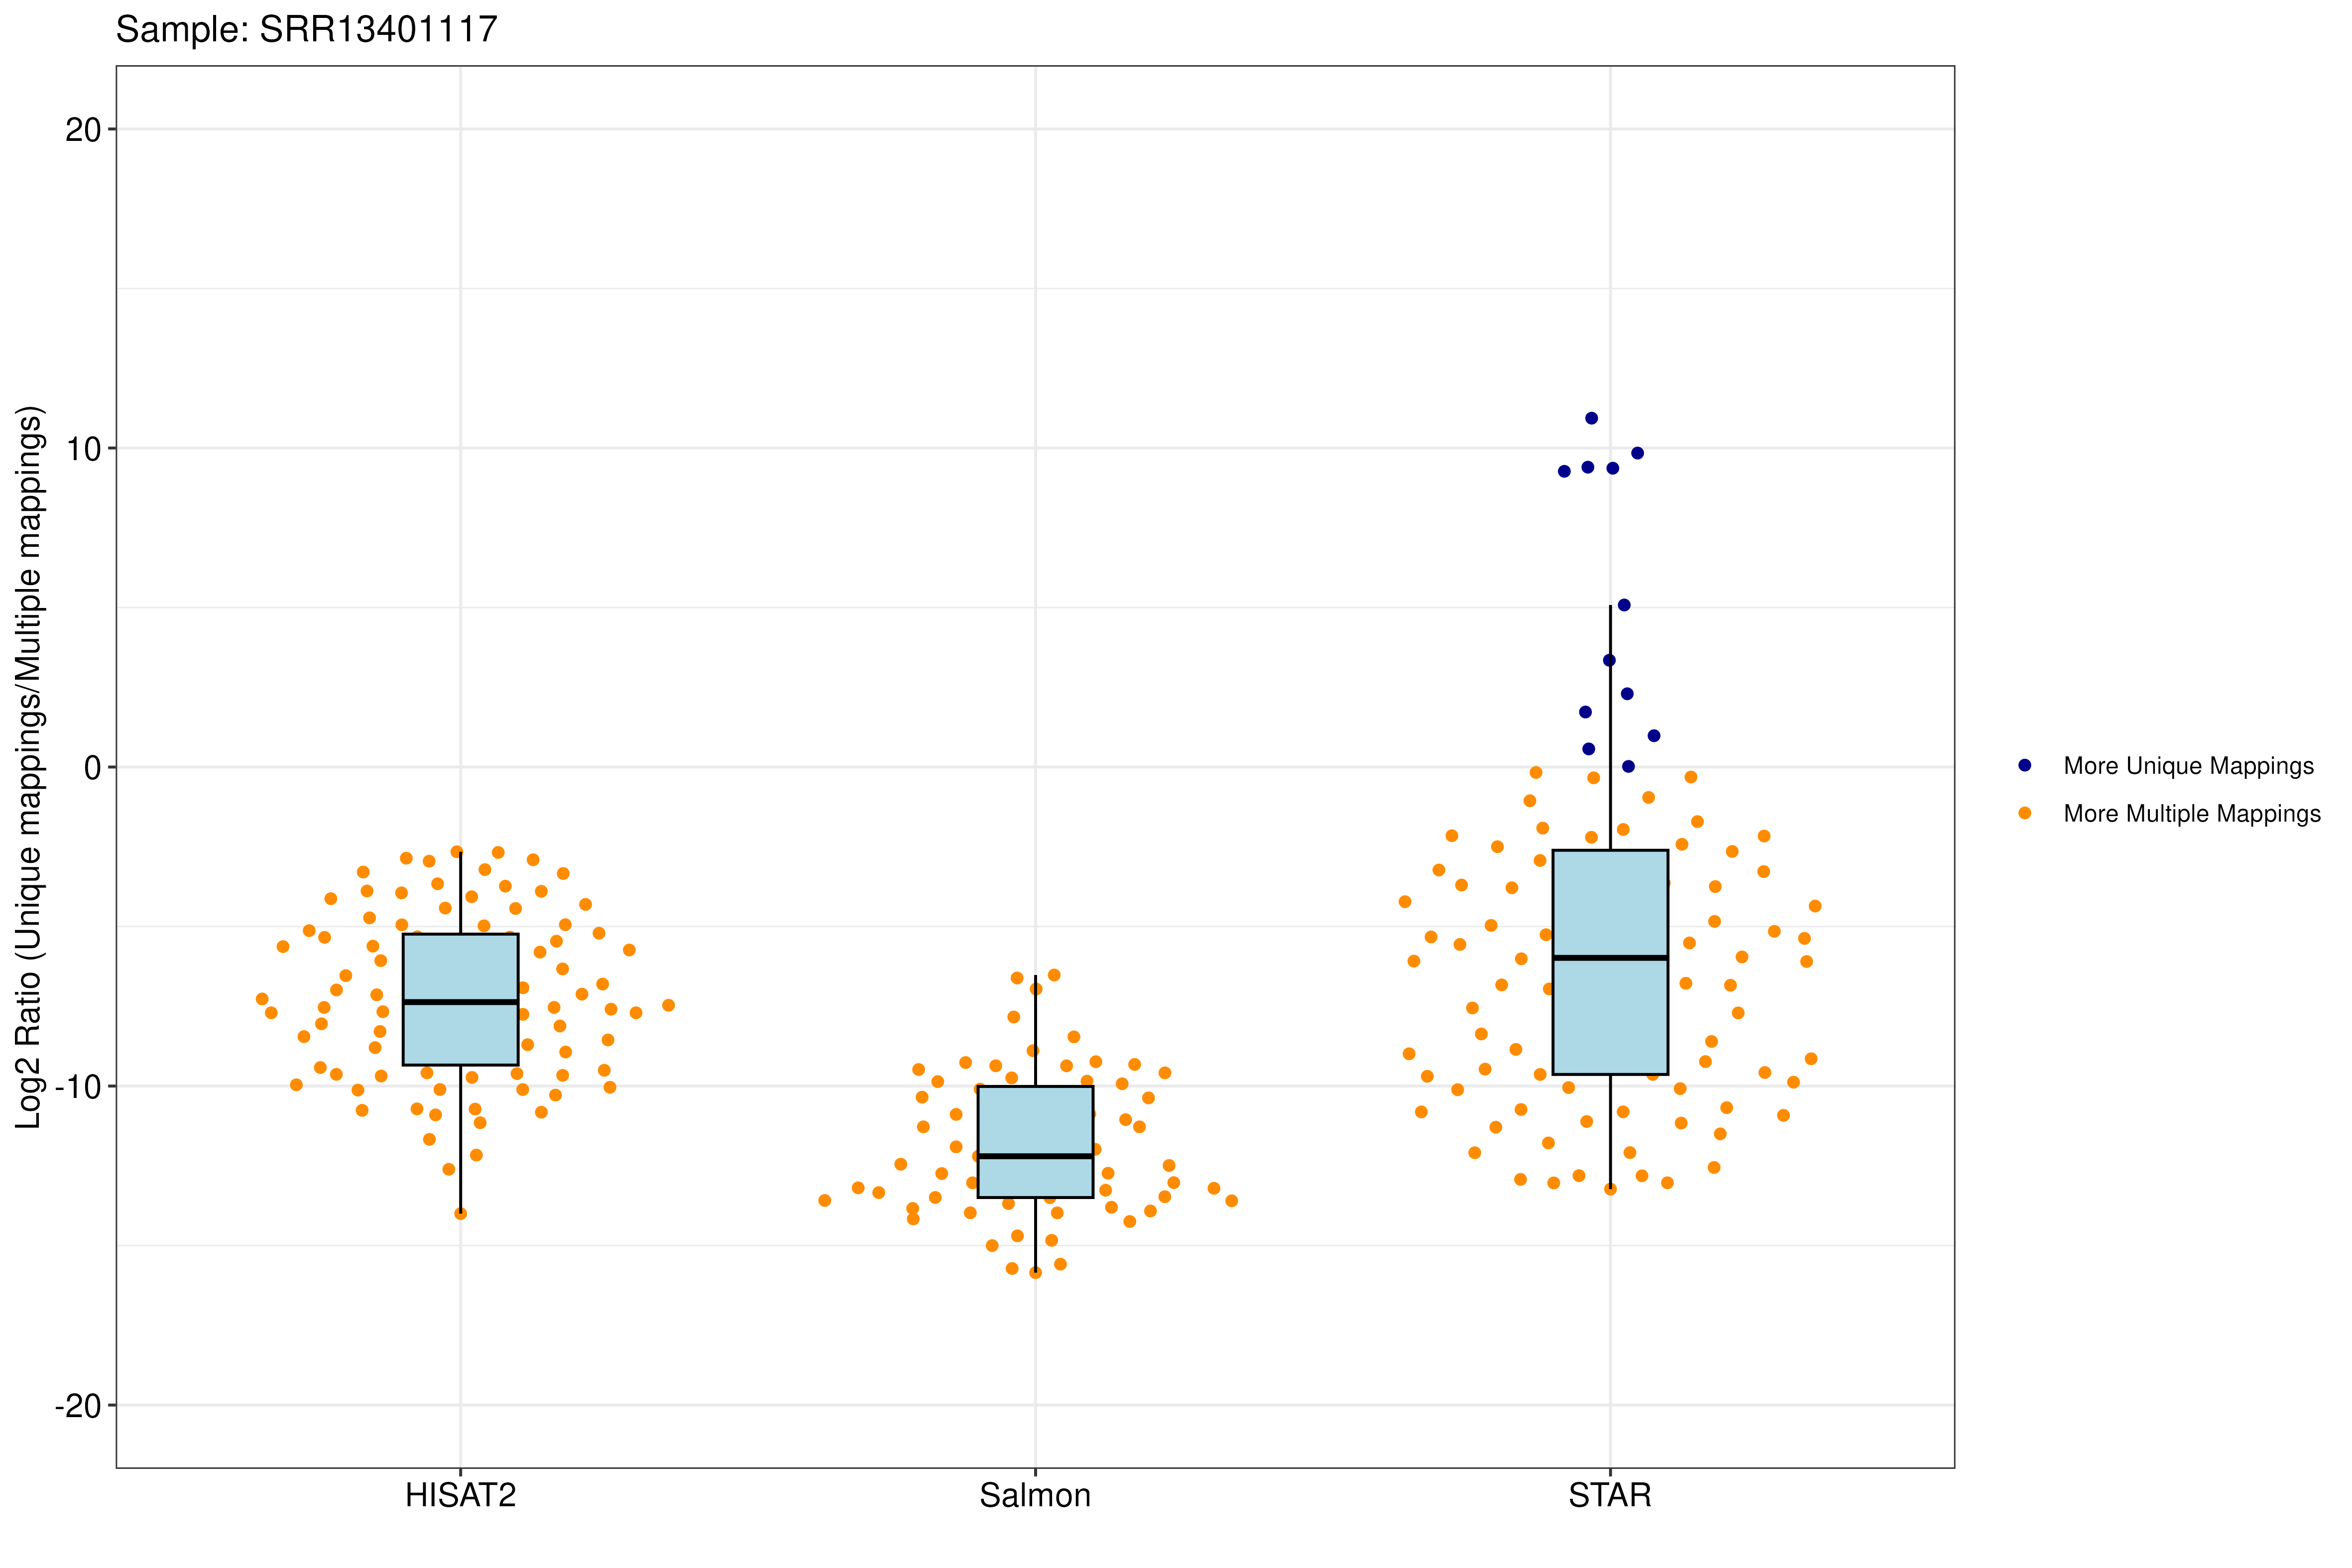 Sample: SRR13401117
Log2 Ratio (Unique mappings/Multiple mappings)
20
10
0
-10
-20
HISAT2
Salmon
STAR
More Unique Mappings
More Multiple Mappings